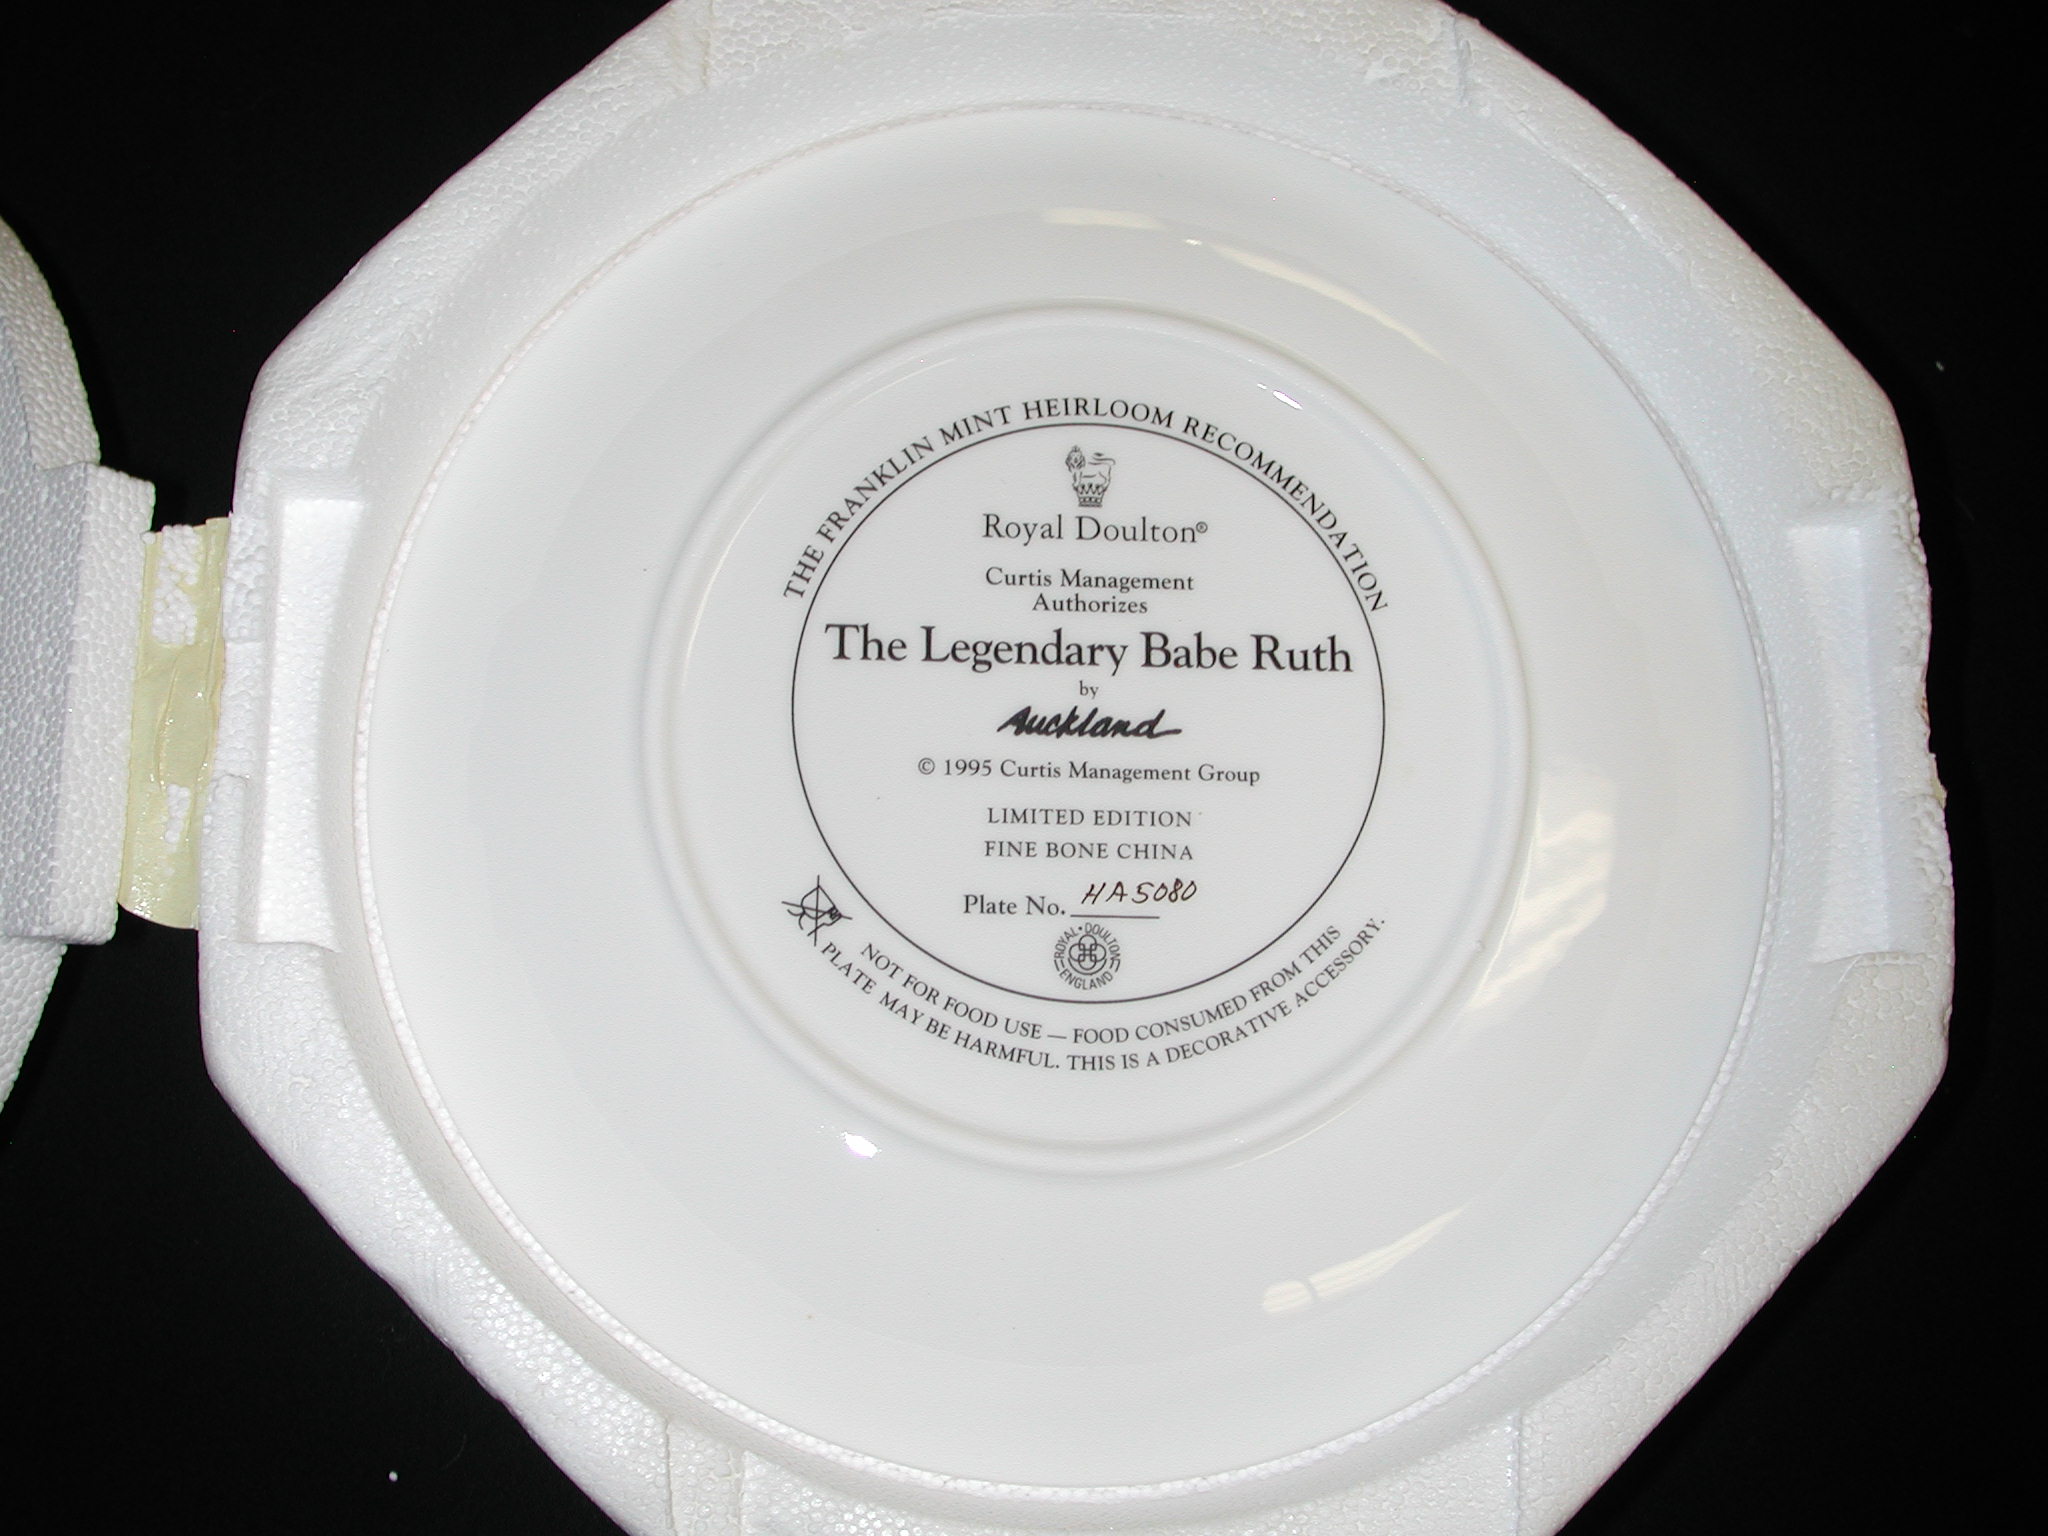 THE FRANKLIN MINT HEIRLOOM RECOMMENDATION
Royal Doulton®
Curtis Management
Authorizes
The Legendary Babe Ruth
by
Auckland
© 1995 Curtis Management Group
LIMITED EDITION
FINE BONE CHINA
Plate No. HA5080
ROYAL · DOULTON
ENGLAND
NOT FOR FOOD USE — FOOD CONSUMED FROM THIS
PLATE MAY BE HARMFUL. THIS IS A DECORATIVE ACCESSORY.